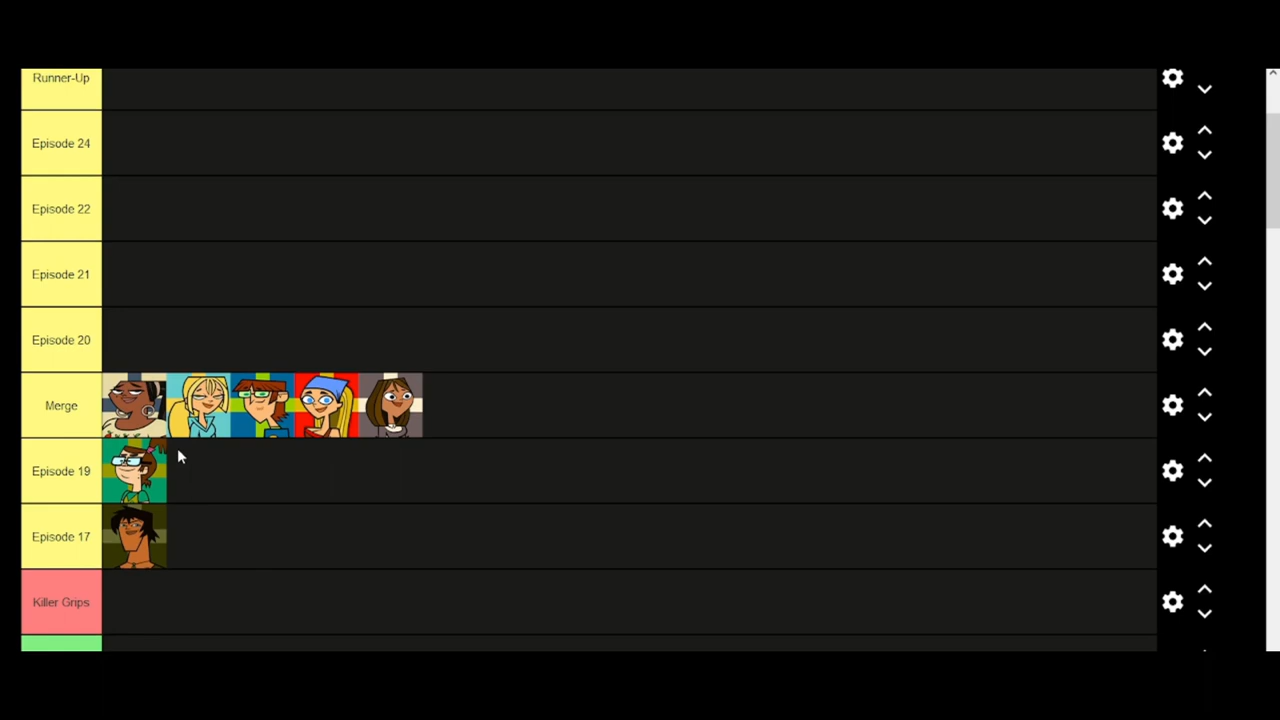 Runner-Up
Episode 24
Episode 22
Episode 21
Episode 20
Merge
Episode 19
Episode 17
Killer Grips